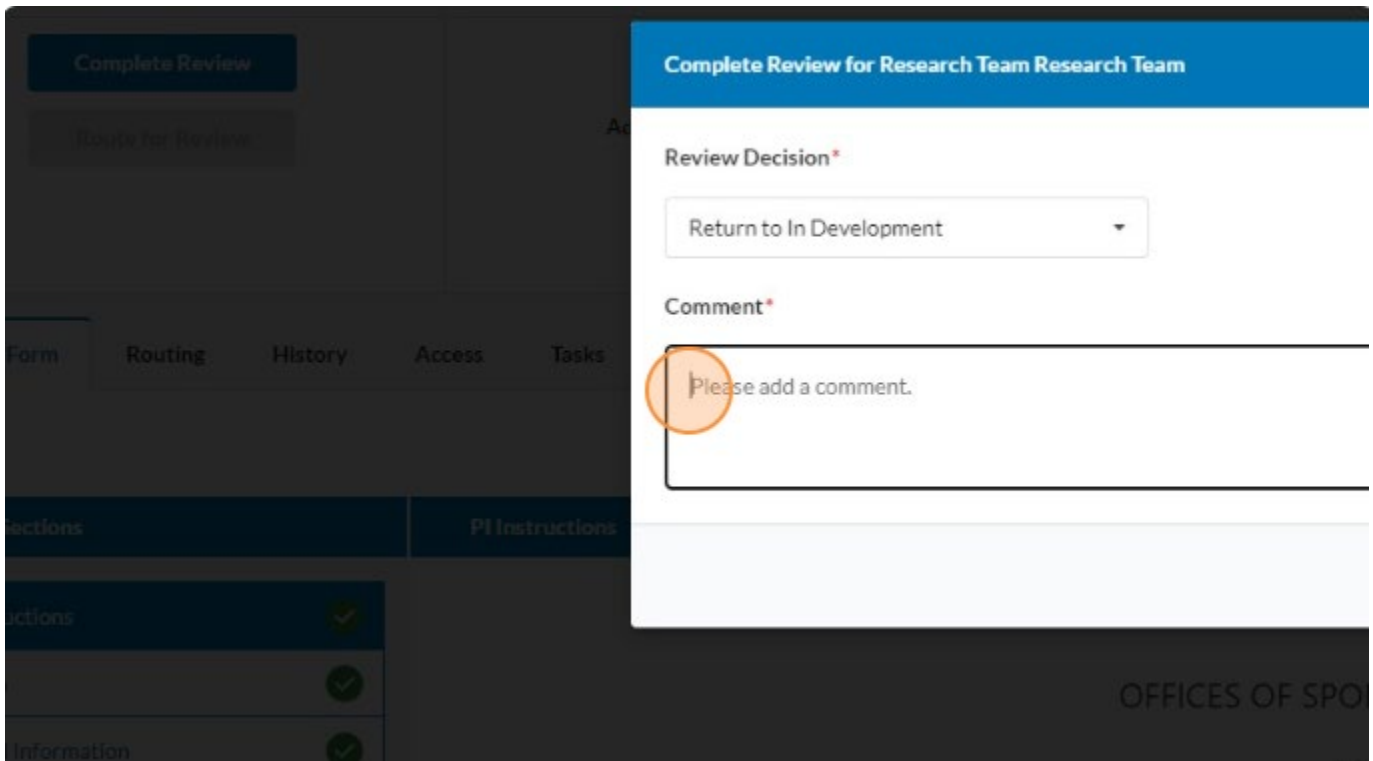 Complete Review
Route for Review
Complete Review for Research Team Research Team
Review Decision*
Return to In Development
Comment*
Please add a comment.
Form Routing History Access Tasks
Sections PI Instructions
uctions
OFFICES OF SPO
Information